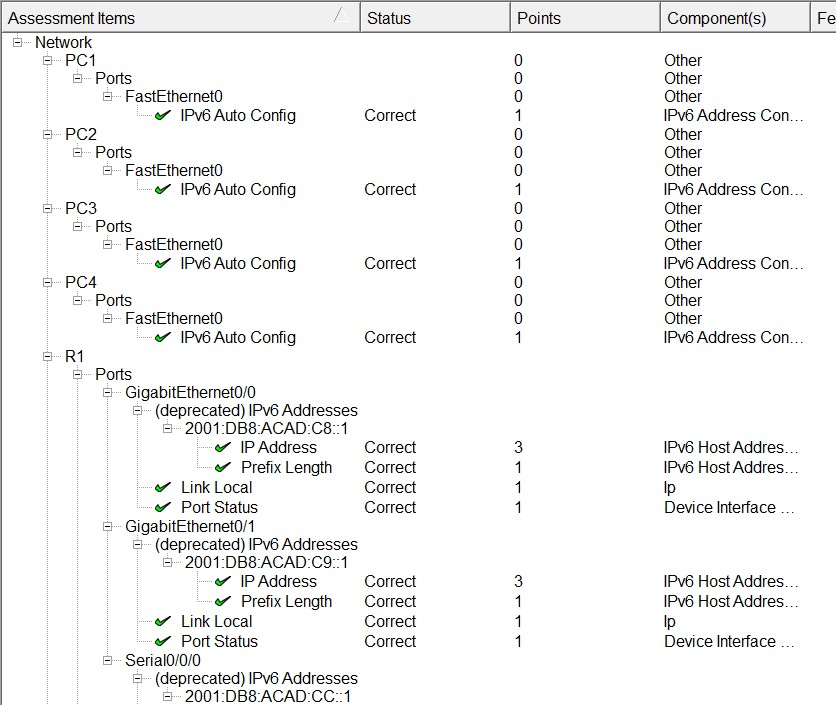 Assessment Items Status Points Component(s) Fe
Network
PC1 0 Other
Ports 0 Other
FastEthernet0 0 Other
IPv6 Auto Config Correct 1 IPv6 Address Con...
PC2 0 Other
Ports 0 Other
FastEthernet0 0 Other
IPv6 Auto Config Correct 1 IPv6 Address Con...
PC3 0 Other
Ports 0 Other
FastEthernet0 0 Other
IPv6 Auto Config Correct 1 IPv6 Address Con...
PC4 0 Other
Ports 0 Other
FastEthernet0 0 Other
IPv6 Auto Config Correct 1 IPv6 Address Con...
R1
Ports
GigabitEthernet0/0
(deprecated) IPv6 Addresses
2001:DB8:ACAD:C8::1
IP Address Correct 3 IPv6 Host Addres...
Prefix Length Correct 1 IPv6 Host Addres...
Link Local Correct 1 Ip
Port Status Correct 1 Device Interface ...
GigabitEthernet0/1
(deprecated) IPv6 Addresses
2001:DB8:ACAD:C9::1
IP Address Correct 3 IPv6 Host Addres...
Prefix Length Correct 1 IPv6 Host Addres...
Link Local Correct 1 Ip
Port Status Correct 1 Device Interface ...
Serial0/0/0
(deprecated) IPv6 Addresses
2001:DB8:ACAD:CC::1